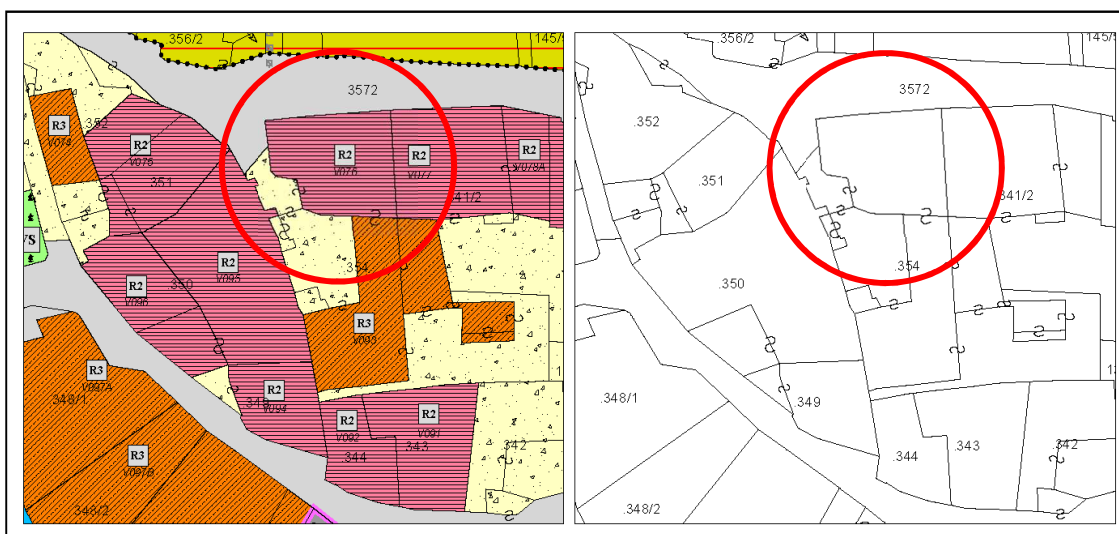 .356/2
145/5
3572
R3
V074
.352
R2
V075
R2
V076
R2
V077
R2
V078A
.351
.341/2
VS
R2
V095
.354
R2
V096
.350
R3
V093
R3
V097A
.348/1
R2
V094
.349
R2
V092
R2
V091
.343
.342
.344
R3
V097B
.348/2
.356/2
145/5
3572
.352
.351
.341/2
.354
.350
.348/1
.349
.343
.342
.344
.348/2